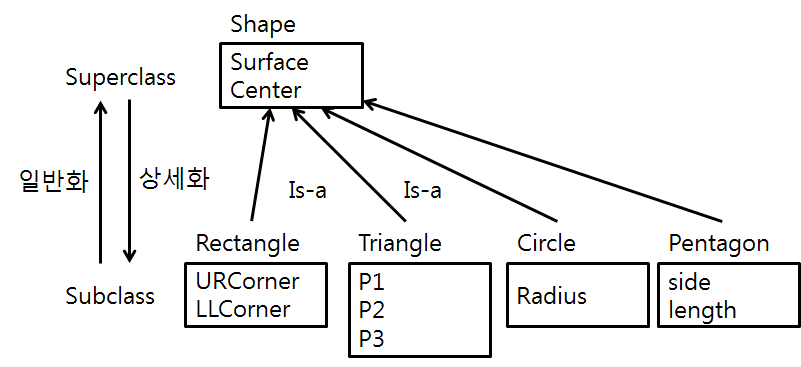 Shape
Surface
Center
Superclass
일반화
상세화
Is-a
Is-a
Rectangle
Triangle
Circle
Pentagon
Subclass
URCorner
LLCorner
P1
P2
P3
Radius
side
length